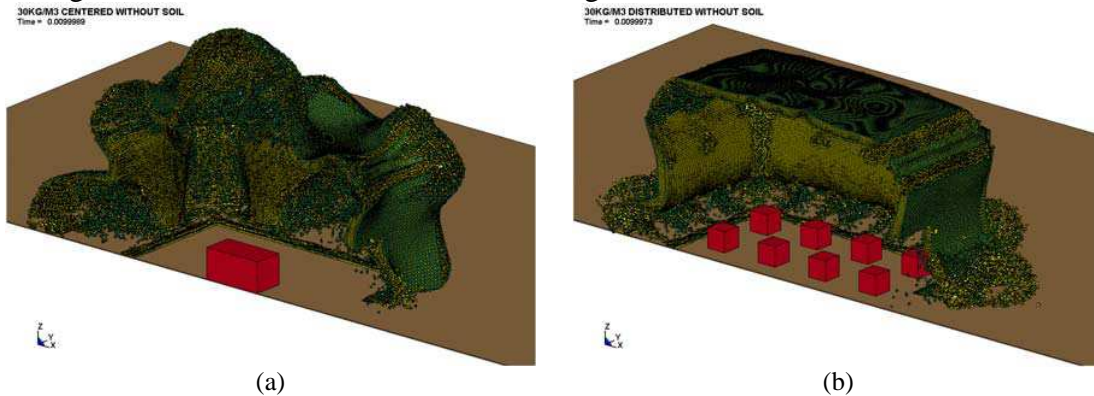 30KG/M3 CENTERED WITHOUT SOIL
Time = 0.0099989
30KG/M3 DISTRIBUTED WITHOUT SOIL
Time = 0.0099973
Z
Y
X
Z
Y
X
(a)
(b)